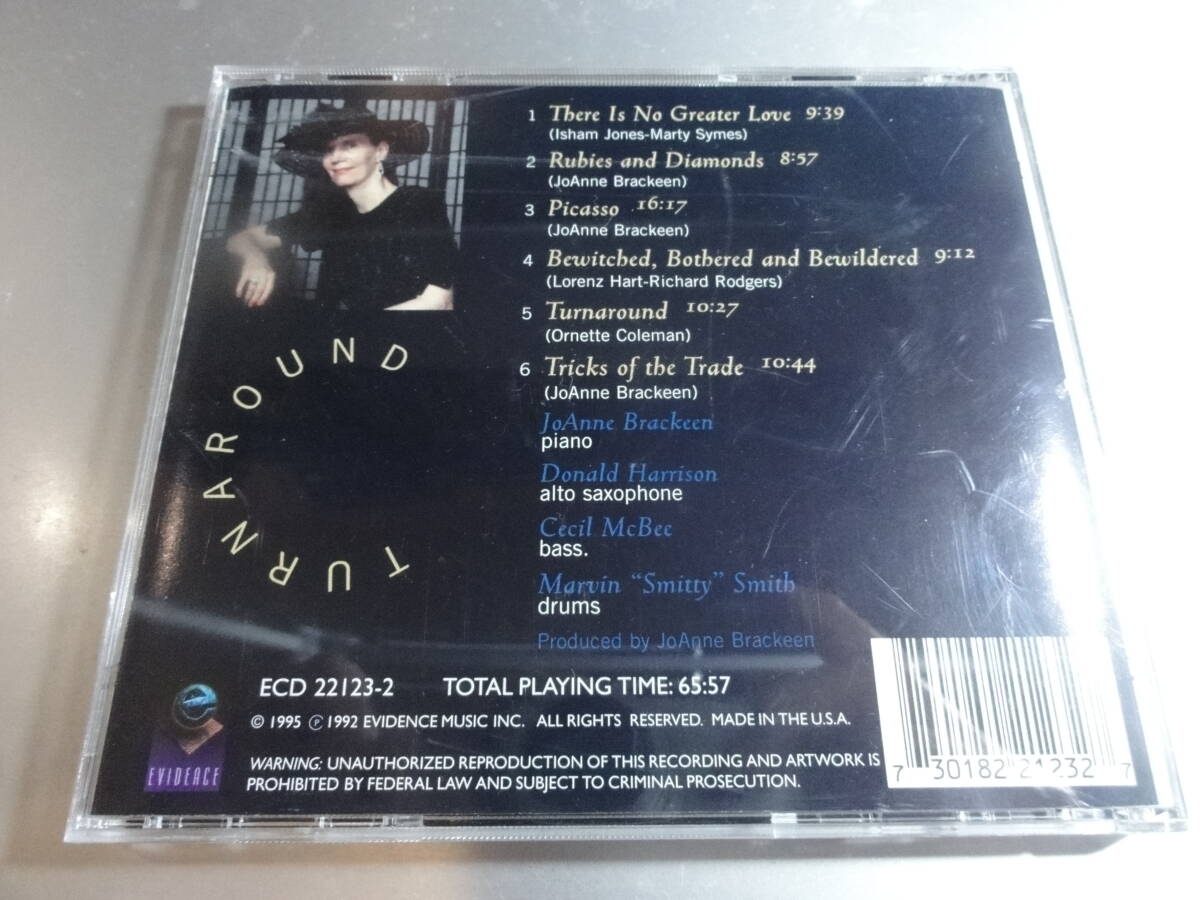 1 There Is No Greater Love 9:39
(Isham Jones-Marty Symes)
2 Rubies and Diamonds 8:57
(JoAnne Brackeen)
3 Picasso 16:17
(JoAnne Brackeen)
4 Bewitched, Bothered and Bewildered 9:12
(Lorenz Hart-Richard Rodgers)
5 Turnaround 10:27
(Ornette Coleman)
6 Tricks of the Trade 10:44
(JoAnne Brackeen)
TURNAROUND
JoAnne Brackeen
piano
Donald Harrison
alto saxophone
Cecil McBee
bass.
Marvin “Smitty” Smith
drums
Produced by JoAnne Brackeen
ECD 22123-2 TOTAL PLAYING TIME: 65:57
© 1995 ℗ 1992 EVIDENCE MUSIC INC. ALL RIGHTS RESERVED. MADE IN THE U.S.A.
WARNING: UNAUTHORIZED REPRODUCTION OF THIS RECORDING AND ARTWORK IS
PROHIBITED BY FEDERAL LAW AND SUBJECT TO CRIMINAL PROSECUTION.
EVIDENCE
7 30182 21232 7